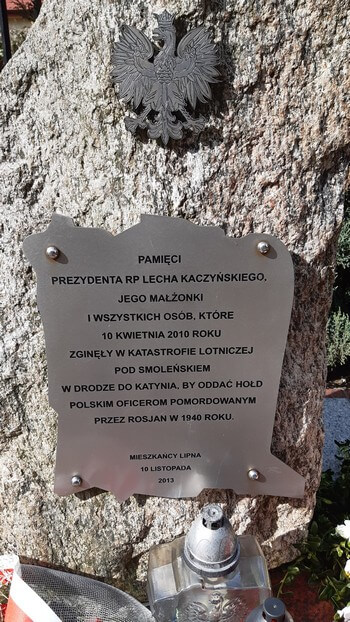 PAMIĘCI
PREZYDENTA RP LECHA KACZYŃSKIEGO,
JEGO MAŁŻONKI
I WSZYSTKICH OSÓB, KTÓRE
10 KWIETNIA 2010 ROKU
ZGINĘŁY W KATASTROFIE LOTNICZEJ
POD SMOLEŃSKIEM
W DRODZE DO KATYNIA, BY ODDAĆ HOŁD
POLSKIM OFICEROM POMORDOWANYM
PRZEZ ROSJAN W 1940 ROKU.
MIESZKAŃCY LIPNA
10 LISTOPADA
2013